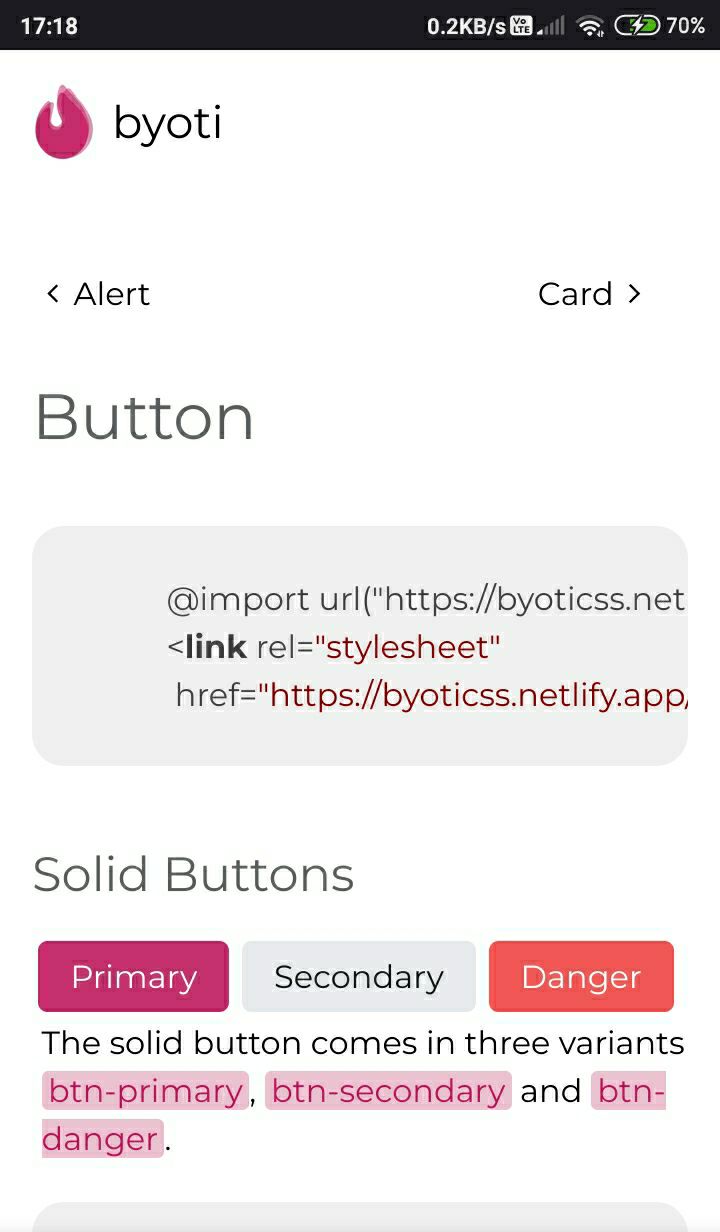 17:18 0.2KB/s Vo LTE 70%
byoti
Alert Card
Button
@import url("https://byoticss.net
<link rel="stylesheet"
href="https://byoticss.netlify.app/
Solid Buttons
Primary Secondary Danger
The solid button comes in three variants
btn-primary, btn-secondary and btn-
danger.